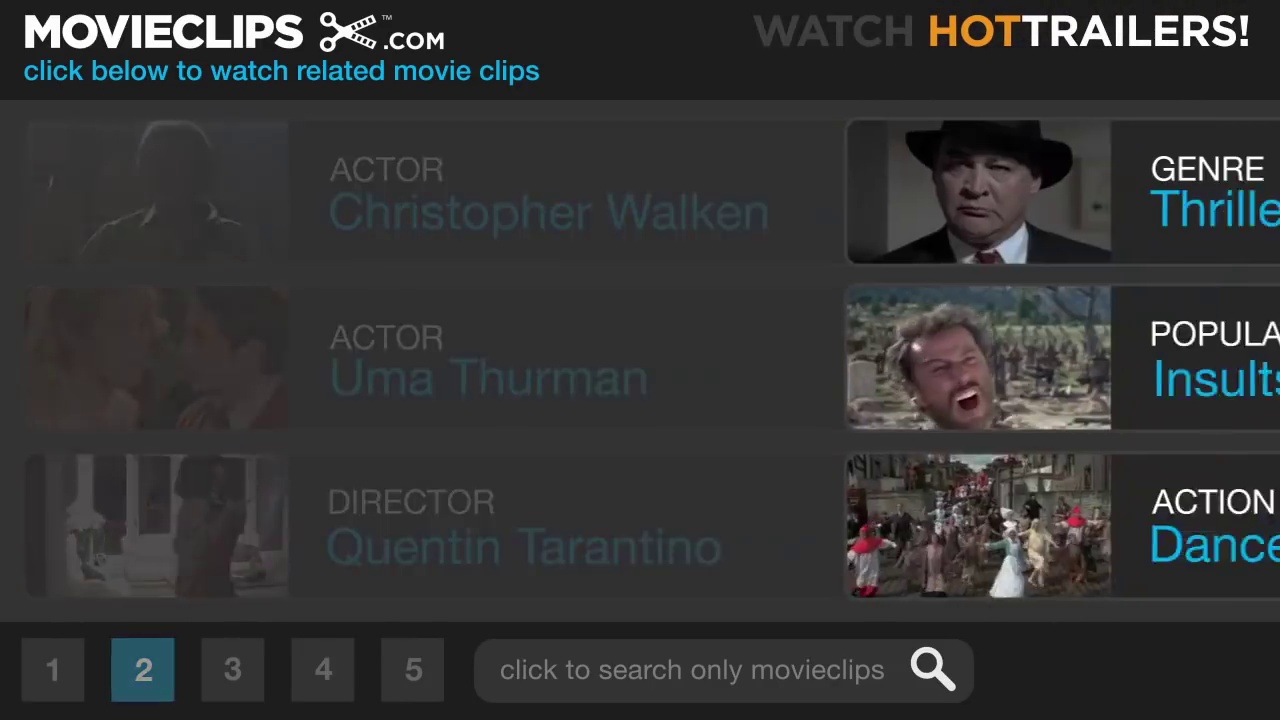 MOVIECLIPS™.COM
WATCH HOTTRAILERS!
click below to watch related movie clips
ACTOR
Christopher Walken
GENRE
Thrille
ACTOR
Uma Thurman
POPULA
Insults
DIRECTOR
Quentin Tarantino
ACTION
Dance
1 2 3 4 5
click to search only movieclips